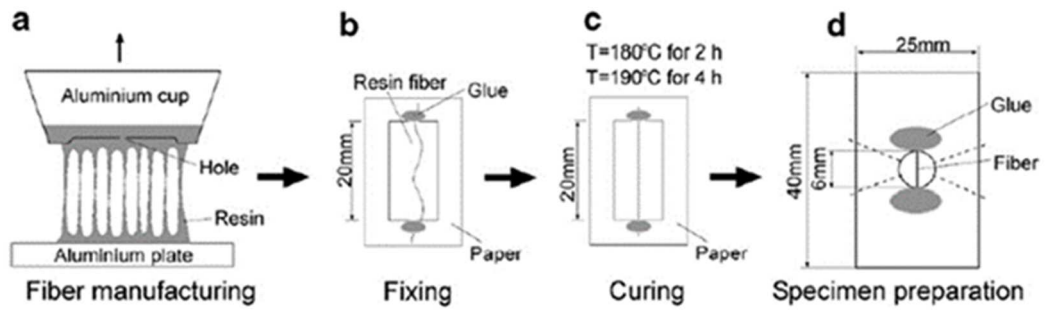 a
Aluminium cup
Hole
Resin
Aluminium plate
Fiber manufacturing
b
Resin fiber
Glue
20mm
Paper
Fixing
c
T=180°C for 2 h
T=190°C for 4 h
20mm
Paper
Curing
d
25mm
40mm
6mm
Glue
Fiber
Specimen preparation